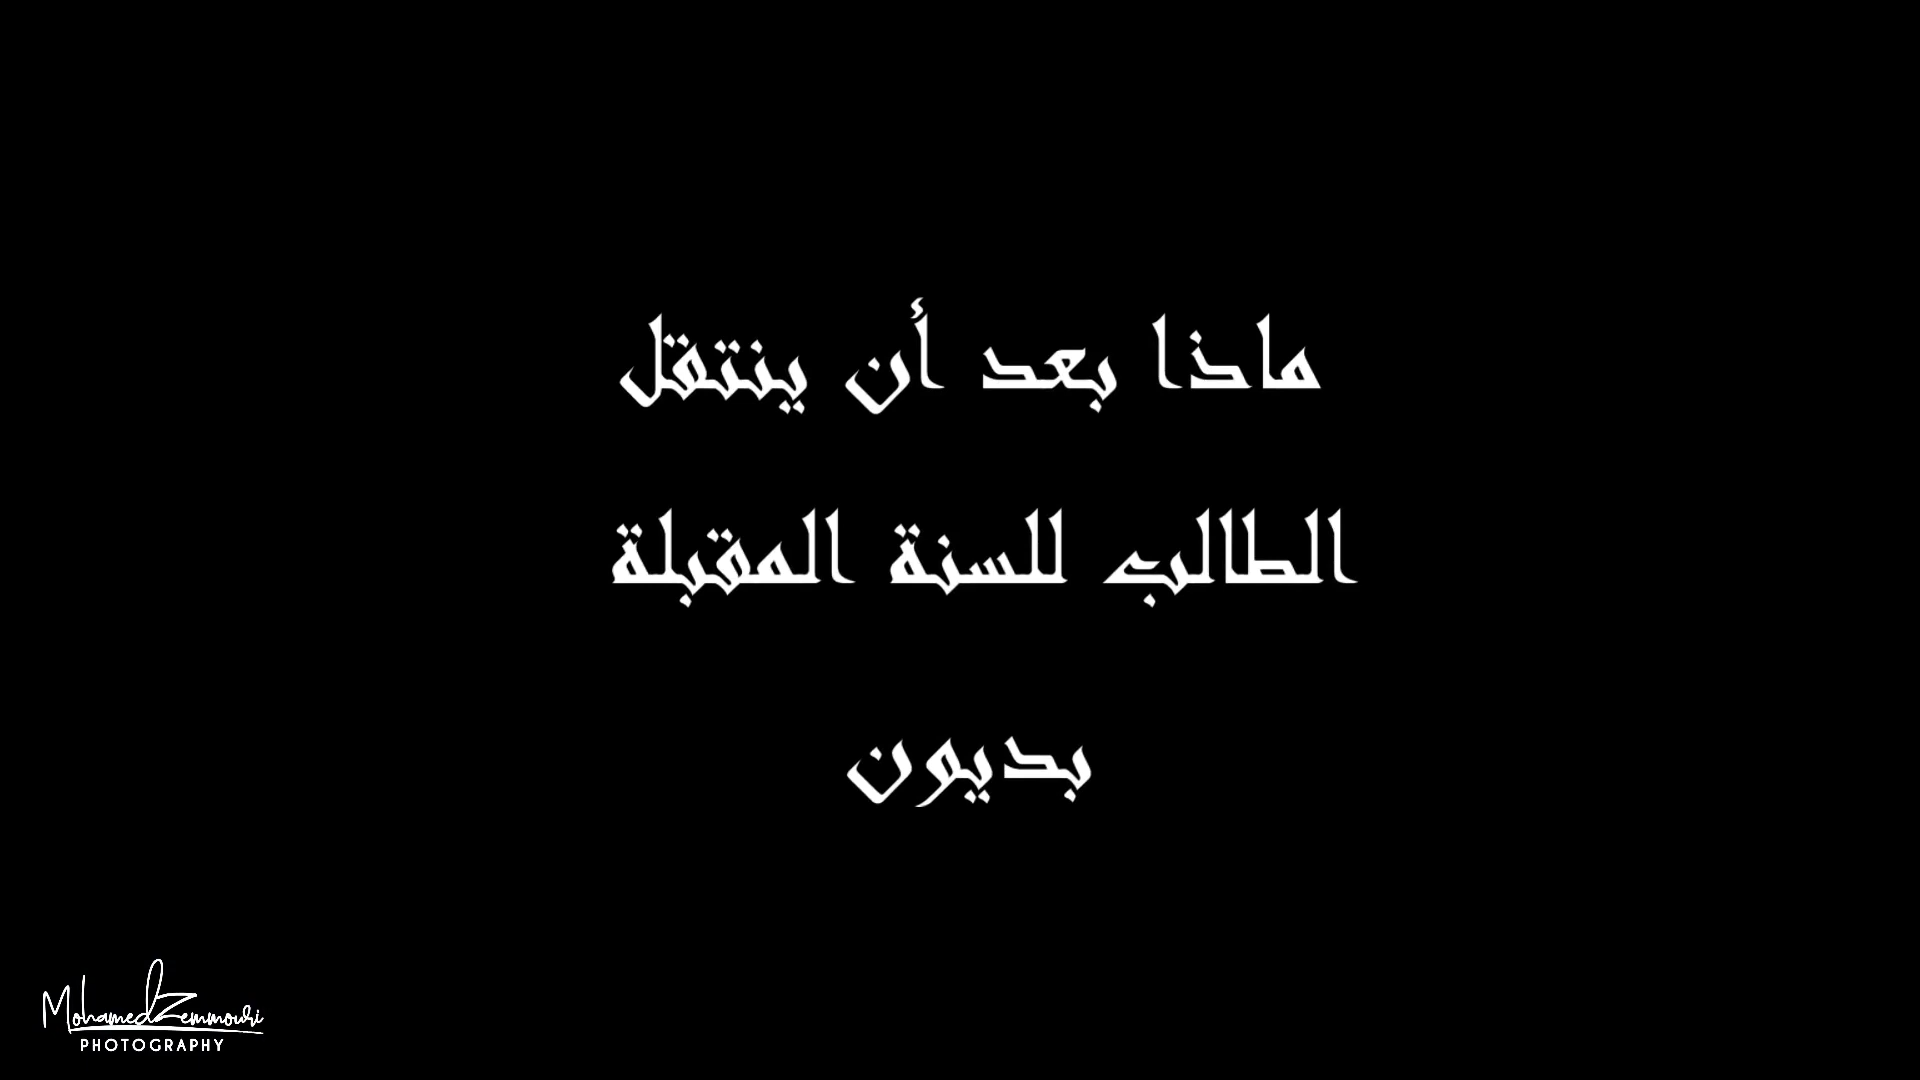 ماذا بعد أن ينتقل
الطالب للسنة المقبلة
بديون
Mohamed Zemmouri
PHOTOGRAPHY